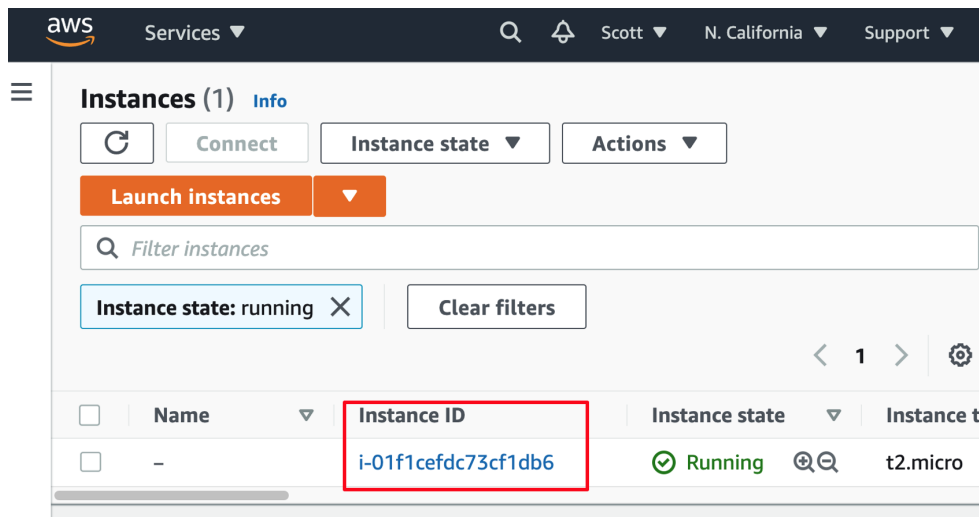 aws Services ▼ Scott ▼ N. California ▼ Support ▼
Instances (1) Info
Connect Instance state ▼ Actions ▼
Launch instances ▼
Filter instances
Instance state: running Clear filters
1
Name Instance ID Instance state Instance t
– i-01f1cefdc73cf1db6 Running t2.micro